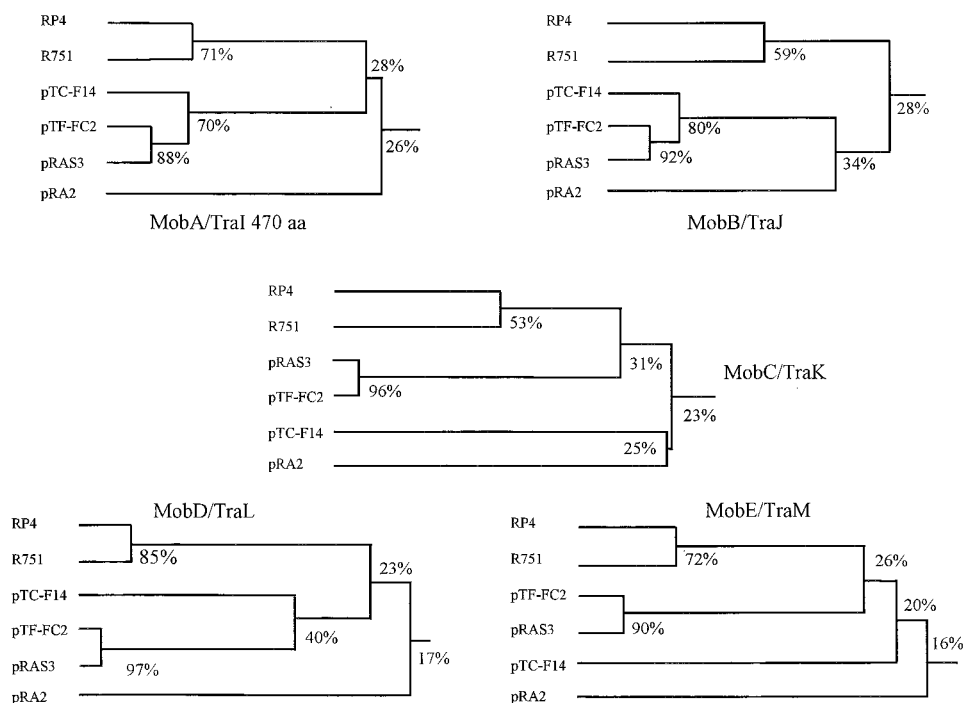 RP4
R751
pTC-F14
pTF-FC2
pRAS3
pRA2
71%
28%
70%
88%
26%
MobA/TraI 470 aa
RP4
R751
pTC-F14
pTF-FC2
pRAS3
pRA2
59%
28%
80%
92%
34%
MobB/TraJ
RP4
R751
pRAS3
pTF-FC2
pTC-F14
pRA2
53%
31%
96%
23%
25%
MobC/TraK
MobD/TraL
RP4
R751
pTC-F14
pTF-FC2
pRAS3
pRA2
85%
23%
40%
97%
17%
MobE/TraM
RP4
R751
pTF-FC2
pRAS3
pTC-F14
pRA2
72%
26%
20%
90%
16%